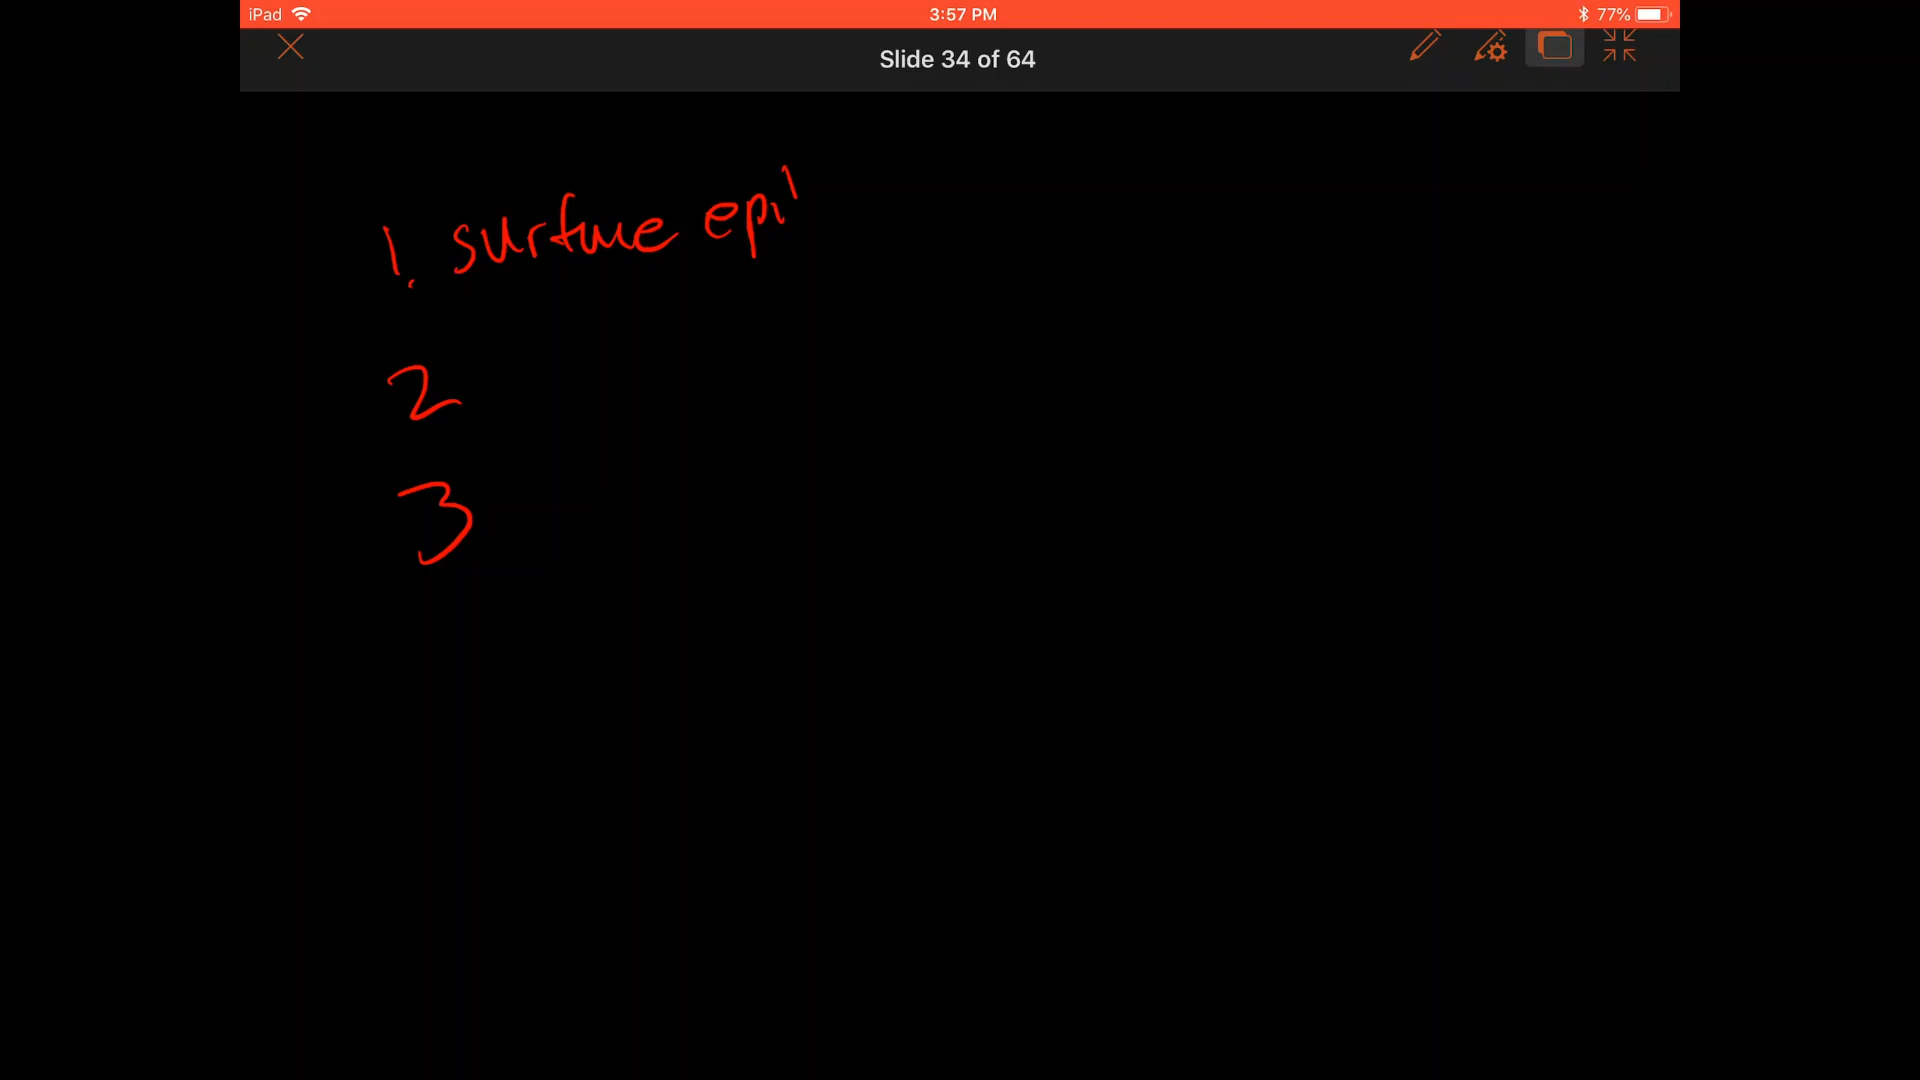 iPad 3:57 PM 77%
Slide 34 of 64
1. surface epi'
2
3